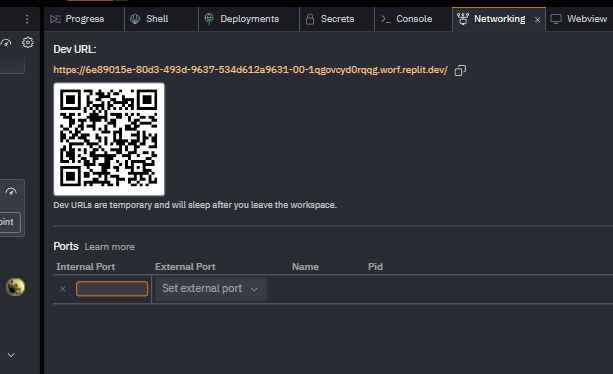 Progress Shell Deployments Secrets Console Networking Webview
Dev URL:
https://6e89015e-80d3-493d-9637-534d612a9631-00-1qgovcyd0rqqg.worf.replit.dev/
Dev URLs are temporary and will sleep after you leave the workspace.
oint
Ports Learn more
Internal Port External Port Name Pid
Set external port